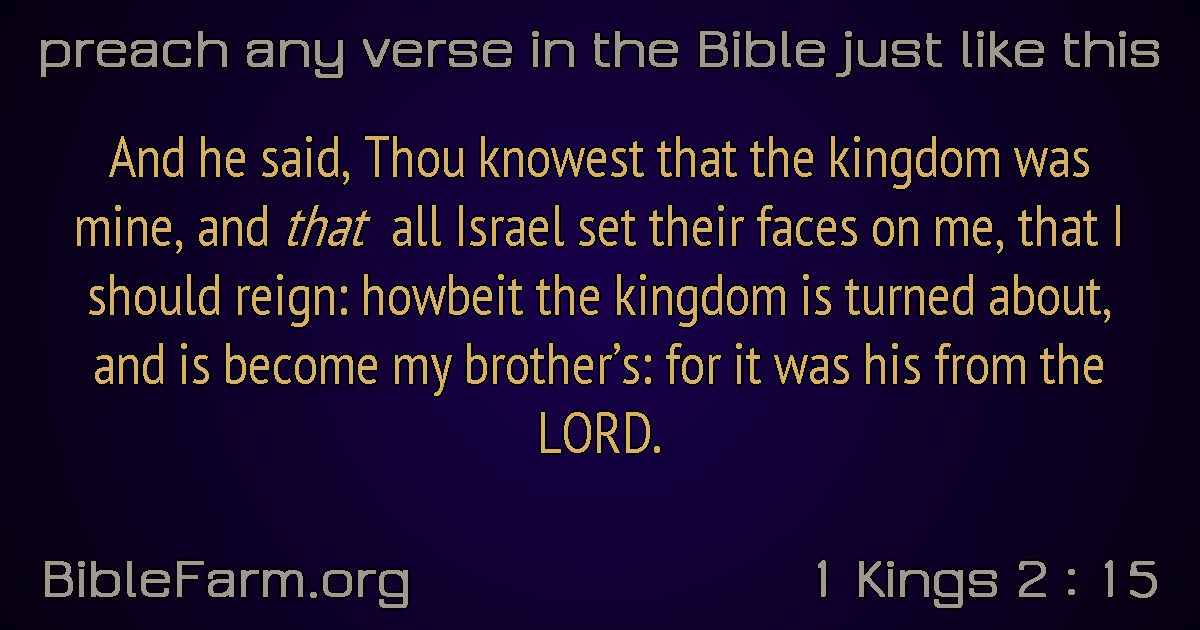 preach any verse in the Bible just like this
And he said, Thou knowest that the kingdom was
mine, and that all Israel set their faces on me, that I
should reign: howbeit the kingdom is turned about,
and is become my brother’s: for it was his from the
LORD.
BibleFarm.org
1 Kings 2 : 15